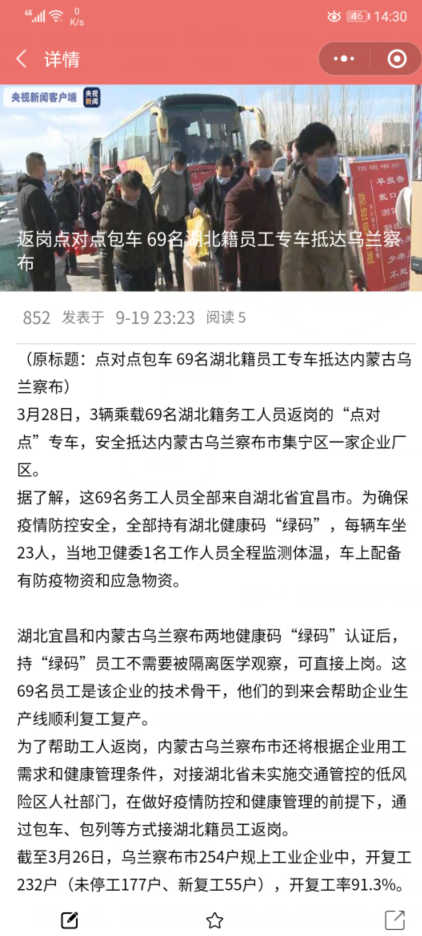 4G
0
K/s
46
14:30
详情
央视新闻客户端
央视
新闻
返岗点对点包车 69名湖北籍员工专车抵达乌兰察
布
852 发表于 9-19 23:23 阅读 5
（原标题：点对点包车 69名湖北籍员工专车抵达内蒙古乌
兰察布）
3月28日，3辆乘载69名湖北籍务工人员返岗的“点对
点”专车，安全抵达内蒙古乌兰察布市集宁区一家企业厂
区。
据了解，这69名务工人员全部来自湖北省宜昌市。为确保
疫情防控安全，全部持有湖北健康码“绿码”，每辆车坐
23人，当地卫健委1名工作人员全程监测体温，车上配备
有防疫物资和应急物资。
湖北宜昌和内蒙古乌兰察布两地健康码“绿码”认证后，
持“绿码”员工不需要被隔离医学观察，可直接上岗。这
69名员工是该企业的技术骨干，他们的到来会帮助企业生
产线顺利复工复产。
为了帮助工人返岗，内蒙古乌兰察布市还将根据企业用工
需求和健康管理条件，对接湖北省未实施交通管控的低风
险区人社部门，在做好疫情防控和健康管理的前提下，通
过包车、包列等方式接湖北籍员工返岗。
截至3月26日，乌兰察布市254户规上工业企业中，开复工
232户（未停工177户、新复工55户），开复工率91.3%。